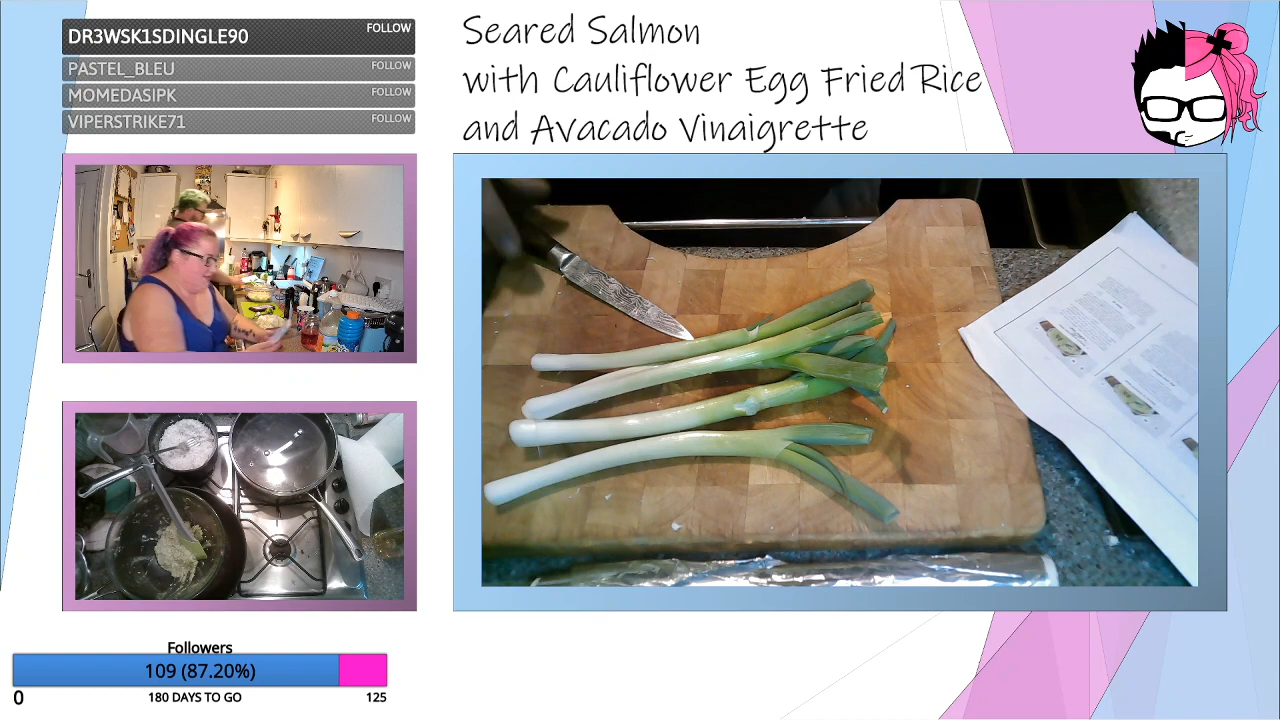 DR3WSK1SDINGLE90 FOLLOW
PASTEL_BLEU FOLLOW
MOMEDASIPK FOLLOW
VIPERSTRIKE71 FOLLOW
Seared Salmon
with Cauliflower Egg Fried Rice
and Avacado Vinaigrette
Followers
109 (87.20%)
0 180 DAYS TO GO 125